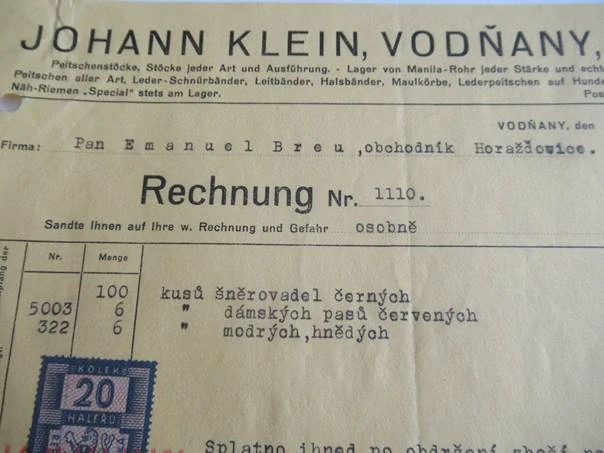 JOHANN KLEIN, VODŇANY,
Peitschenstöcke, Stöcke jeder Art und Ausführung. - Lager von Manila-Rohr jeder Stärke und echt
Peitschen aller Art, Leder-Schnürbänder, Leitbänder, Halsbänder, Maulkörbe, Lederpeitschen auf Hund
Näh-Riemen „Special" stets am Lager. Pos
VODŇANY, den
Firma: Pan Emanuel Breu, obchodník Horažďovice.
Rechnung Nr. 1110.
Sandte Ihnen auf Ihre w. Rechnung und Gefahr osobně
Nr. Menge
100 kusů šněrovadel černých
5003 6 " dámských pasů červených
322 6 " modrých, hnědých
KOLEK
20
HALÉŘŮ
Splatno ihned po obdržení zboží